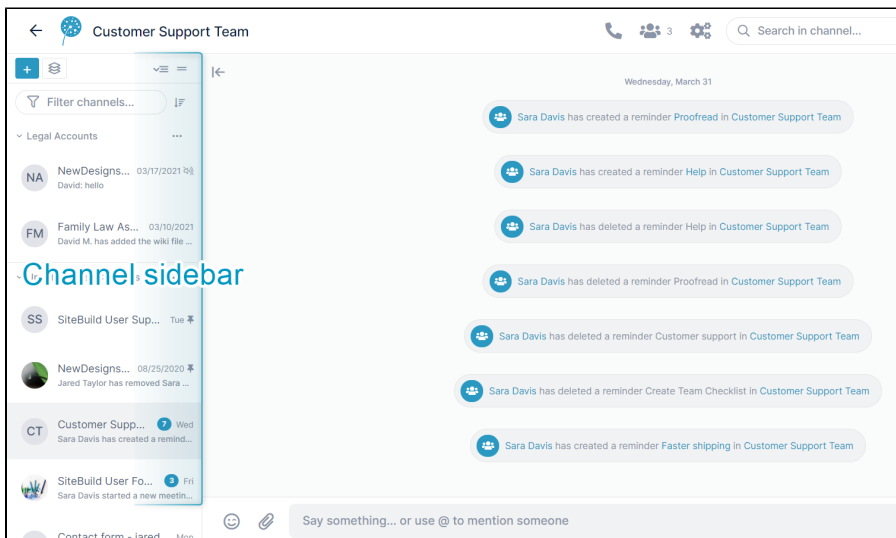 Customer Support Team
3
Search in channel...
+
Filter channels...
Legal Accounts
NA
NewDesigns... 03/17/2021
David: hello
FM
Family Law As... 03/10/2021
David M. has added the wiki file ...
Channel sidebar
SS
SiteBuild User Sup... Tue
NewDesigns... 08/25/2020
Jared Taylor has removed Sara ...
CT
Customer Supp... 7 Wed
Sara Davis has created a remind...
SiteBuild User Fo... 3 Fri
Sara Davis started a new meetin...
Contact form - jared Mon
Wednesday, March 31
Sara Davis has created a reminder Proofread in Customer Support Team
Sara Davis has created a reminder Help in Customer Support Team
Sara Davis has deleted a reminder Help in Customer Support Team
Sara Davis has deleted a reminder Proofread in Customer Support Team
Sara Davis has deleted a reminder Customer support in Customer Support Team
Sara Davis has deleted a reminder Create Team Checklist in Customer Support Team
Sara Davis has created a reminder Faster shipping in Customer Support Team
Say something... or use @ to mention someone